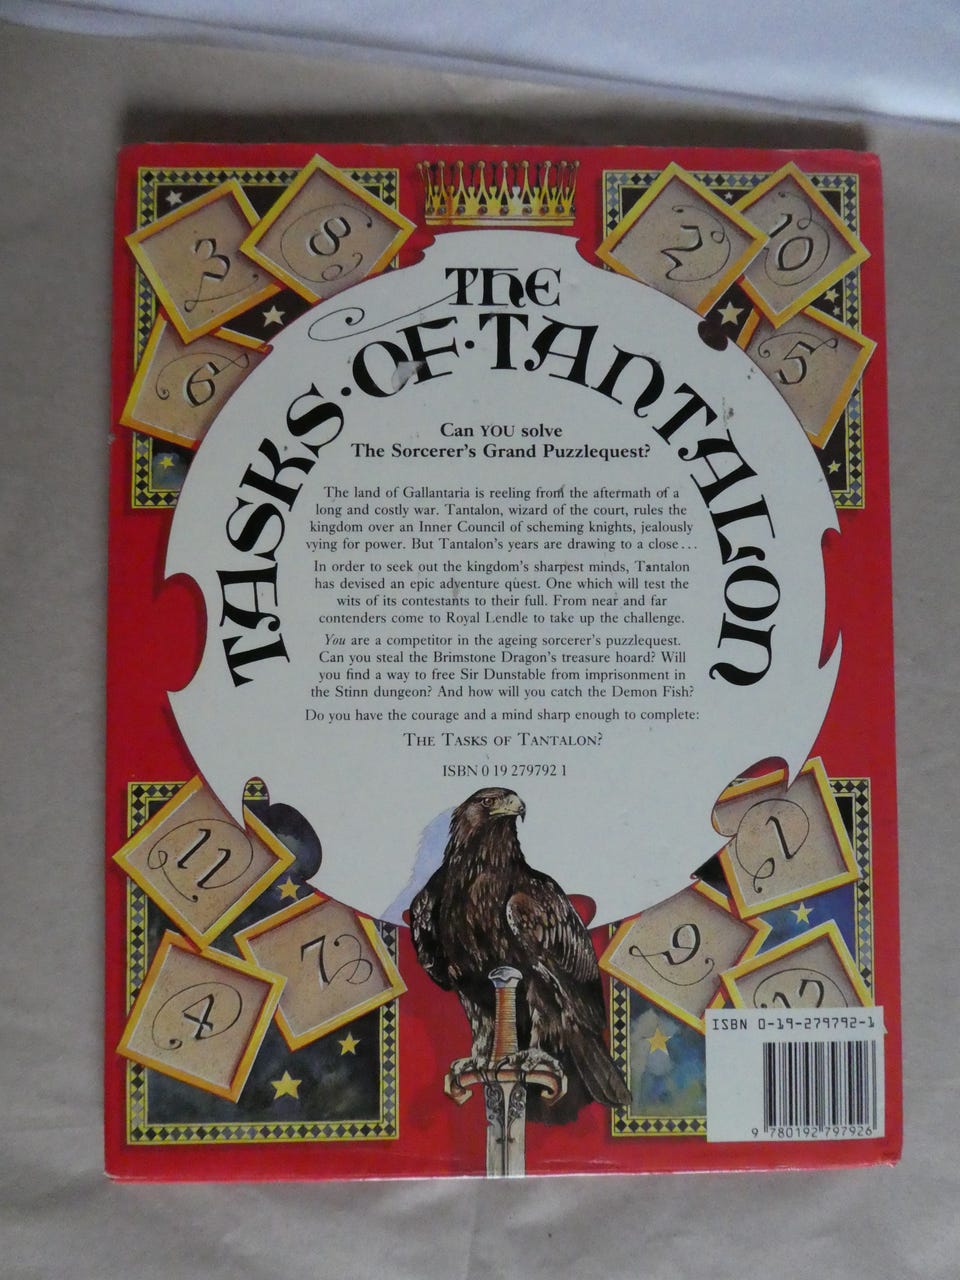 3
8
2
10
6
5
THE
TASKS·OF·TANTALON
Can YOU solve
The Sorcerer's Grand Puzzlequest?
The land of Gallantaria is reeling from the aftermath of a
long and costly war. Tantalon, wizard of the court, rules the
kingdom over an Inner Council of scheming knights, jealously
vying for power. But Tantalon's years are drawing to a close...
In order to seek out the kingdom's sharpest minds, Tantalon
has devised an epic adventure quest. One which will test the
wits of its contestants to their full. From near and far
contenders come to Royal Lendle to take up the challenge.
You are a competitor in the ageing sorcerer's puzzlequest.
Can you steal the Brimstone Dragon's treasure hoard? Will
you find a way to free Sir Dunstable from imprisonment in
the Stinn dungeon? And how will you catch the Demon Fish?
Do you have the courage and a mind sharp enough to complete:
THE TASKS OF TANTALON?
ISBN 0 19 279792 1
11
1
7
9
4
12
ISBN 0-19-279792-1
9 780192 797926